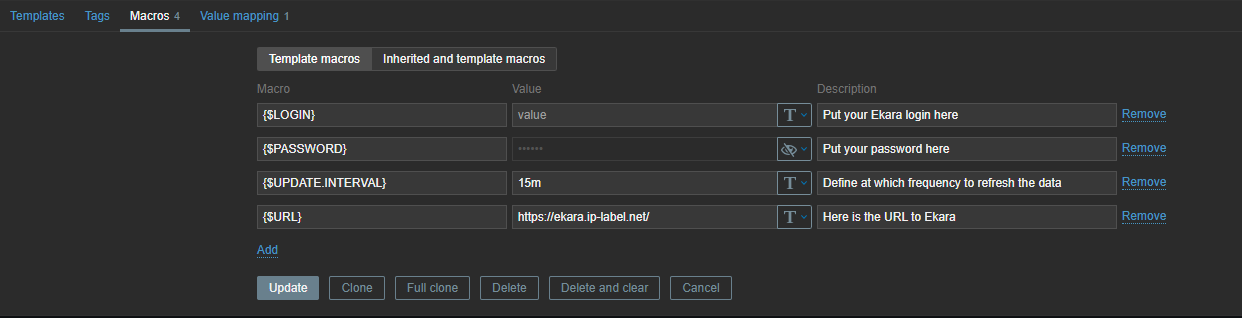 Templates Tags Macros 4 Value mapping 1
Template macros Inherited and template macros
Macro Value Description
{$LOGIN} value T Put your Ekara login here Remove
{$PASSWORD} •••••• Put your password here Remove
{$UPDATE.INTERVAL} 15m T Define at which frequency to refresh the data Remove
{$URL} https://ekara.ip-label.net/ T Here is the URL to Ekara Remove
Add
Update Clone Full clone Delete Delete and clear Cancel